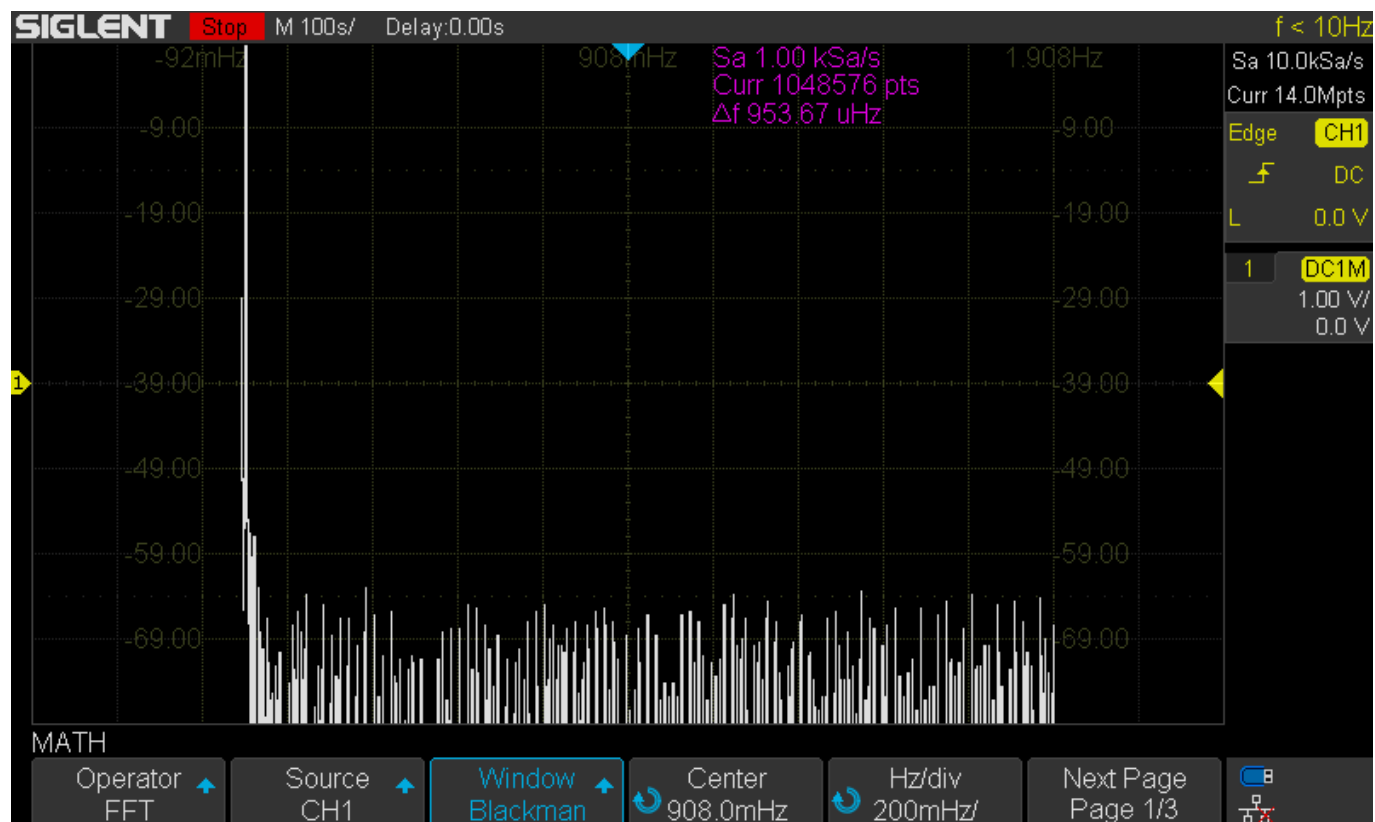 SIGLENT Stop M 100s/ Delay:0.00s f < 10Hz
-92mHz 908mHz 1.908Hz
Sa 1.00 kSa/s
Curr 1048576 pts
Δf 953.67 uHz
Sa 10.0kSa/s
Curr 14.0Mpts
Edge CH1
DC
L 0.0 V
1 DC1M
1.00 V/
0.0 V
-9.00 -9.00
-19.00 -19.00
-29.00 -29.00
1 -39.00 -39.00
-49.00 -49.00
-59.00 -59.00
-69.00 -69.00
MATH
Operator Source Window Center Hz/div Next Page
FFT CH1 Blackman 908.0mHz 200mHz/ Page 1/3